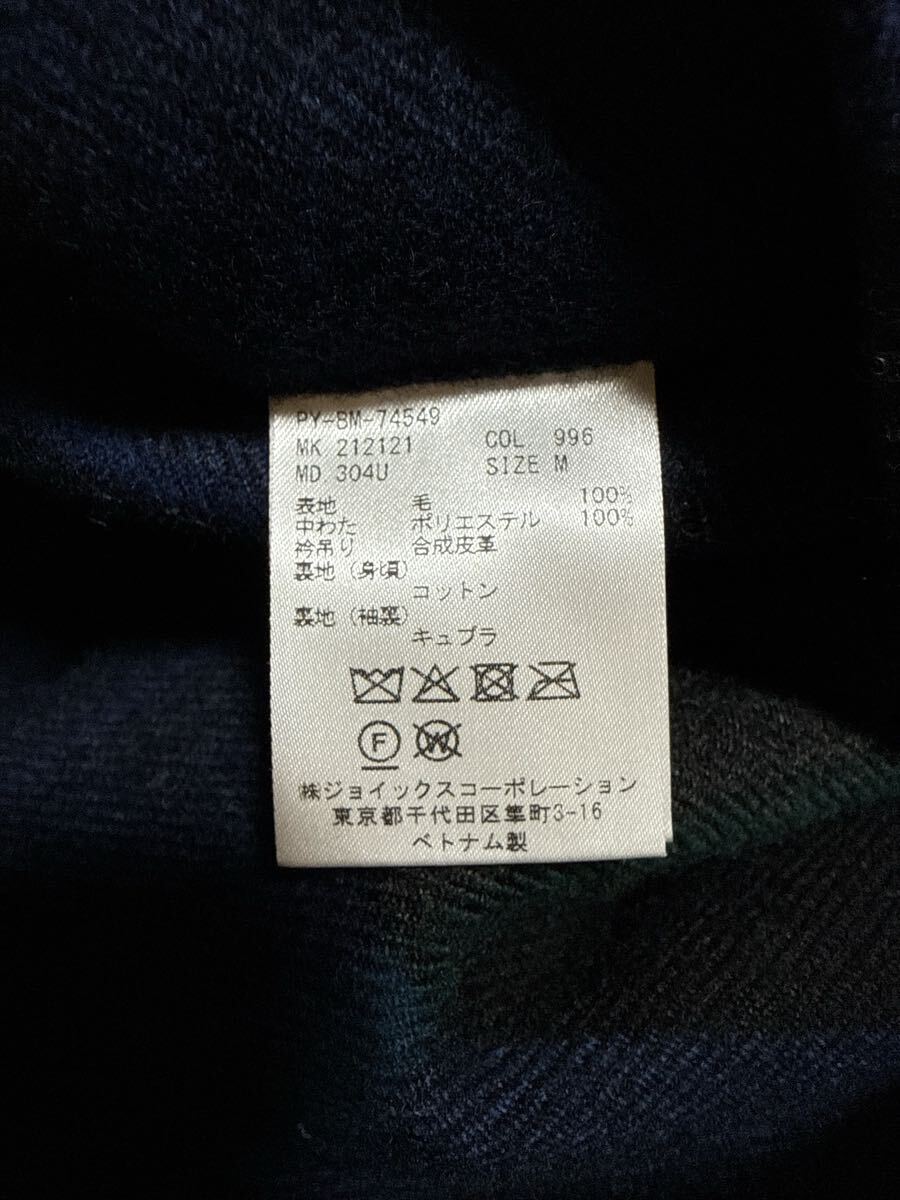 PY-BM-74549
MK 212121 COL 996
MD. 304U SIZE M
表地 毛 100%
中わた ポリエステル 100%
衿吊り 合成皮革
裏地(身頃)
コットン
裏地(袖裏)
キュプラ
F W
㈱ジョイックスコーポレーション
東京都千代田区隼町3-16
ベトナム製